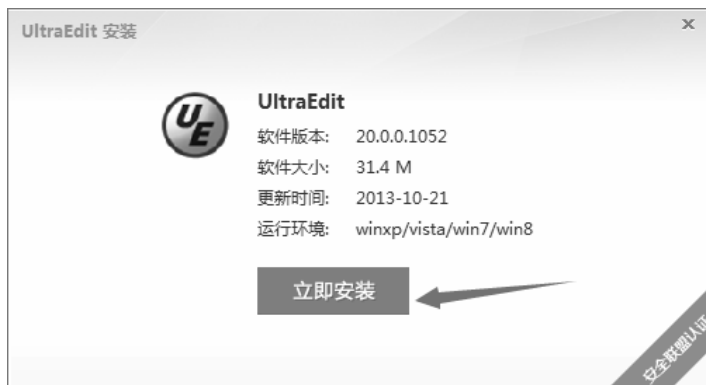 UltraEdit 安装
UE
UltraEdit
软件版本: 20.0.0.1052
软件大小: 31.4 M
更新时间: 2013-10-21
运行环境: winxp/vista/win7/win8
立即安装
安全联盟认证